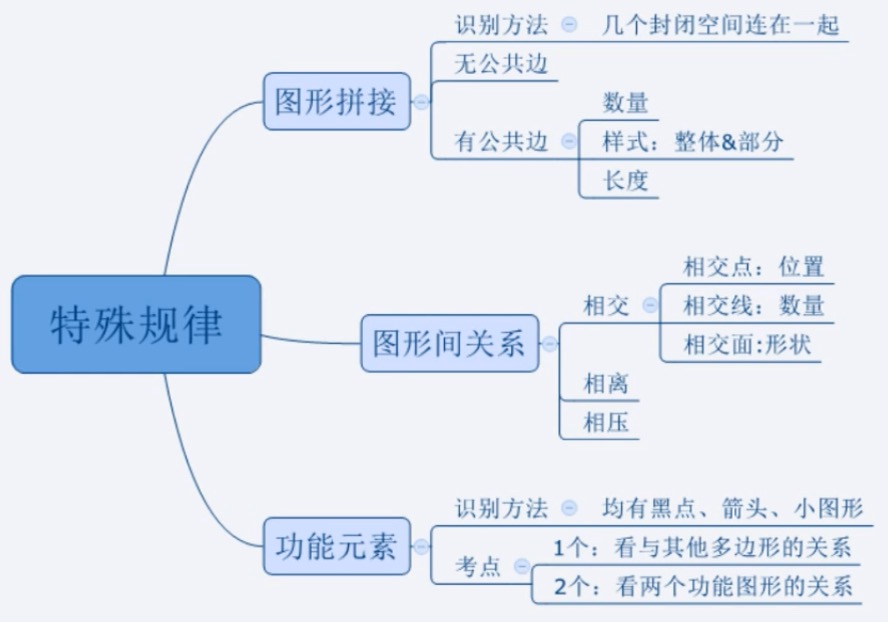 识别方法 几个封闭空间连在一起
无公共边
图形拼接
数量
有公共边 样式：整体&部分
长度
相交点：位置
特殊规律
相交 相交线：数量
图形间关系
相交面:形状
相离
相压
识别方法 均有黑点、箭头、小图形
功能元素
1个：看与其他多边形的关系
考点
2个：看两个功能图形的关系